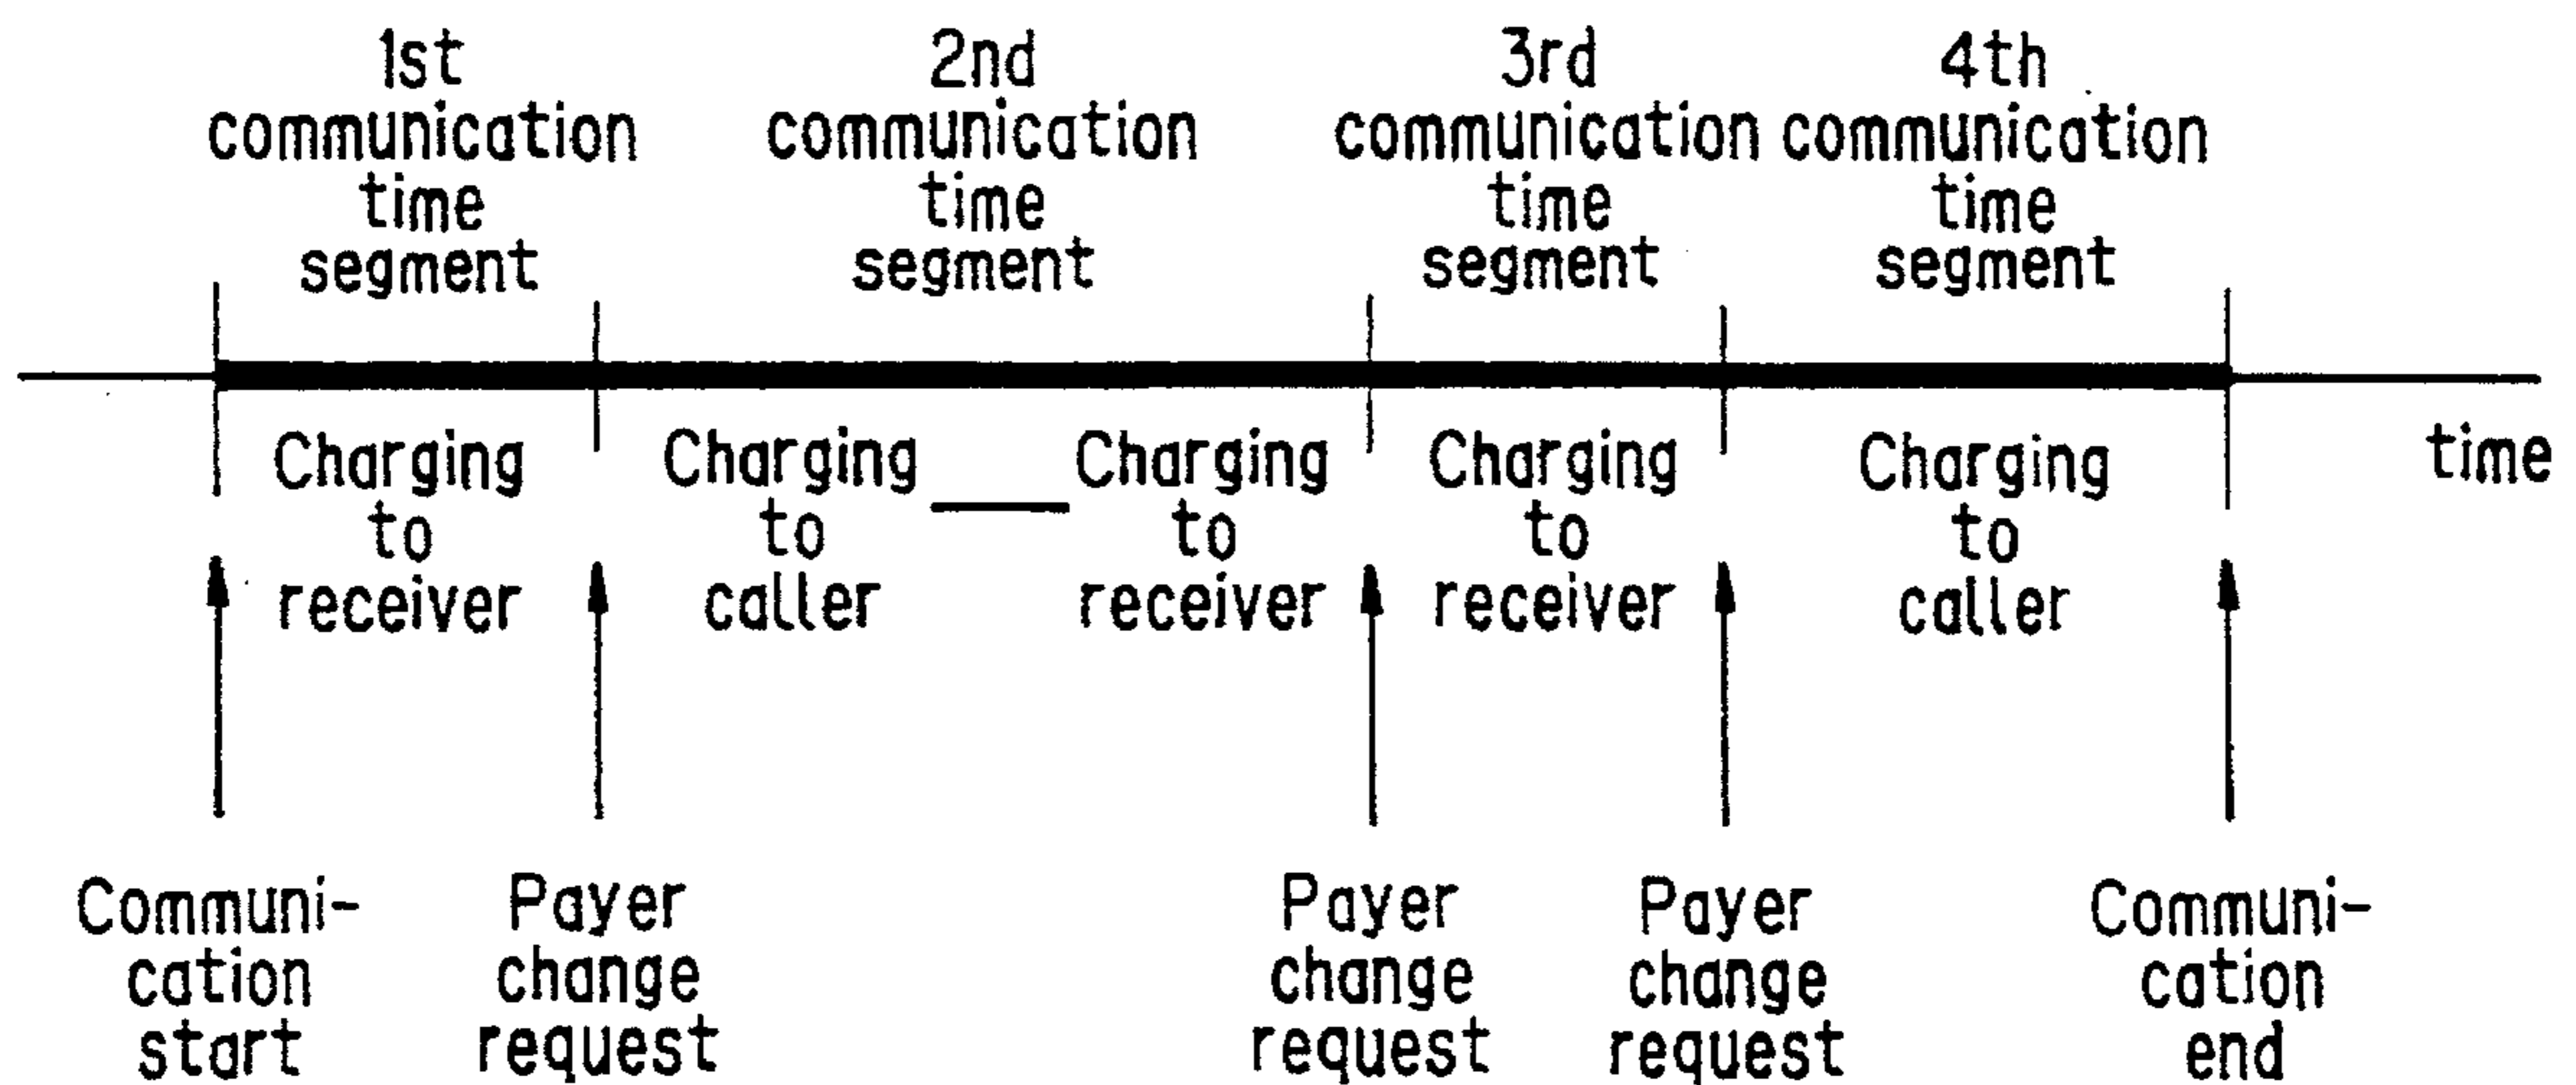 1st
communication
time
segment
2nd
communication
time
segment
3rd
communication
time
segment
4th
communication
time
segment
Charging
to
receiver
Charging
to
caller
Charging
to
receiver
Charging
to
receiver
Charging
to
caller
time
Communi-
cation
start
Payer
change
request
Payer
change
request
Payer
change
request
Communi-
cation
end